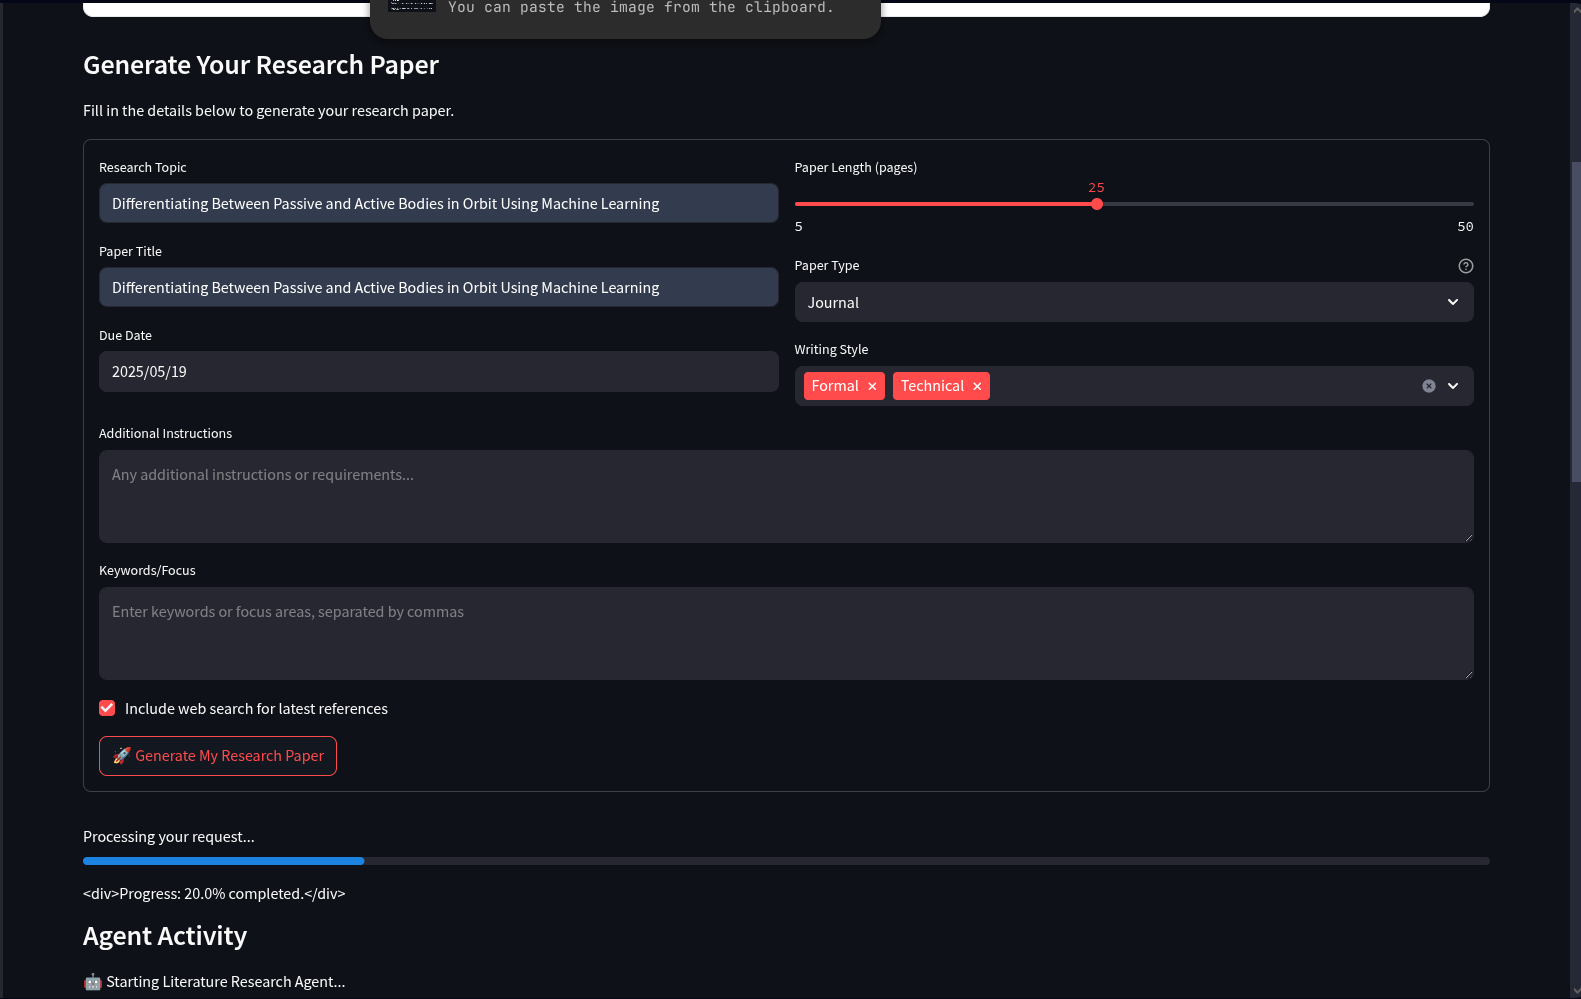 You can paste the image from the clipboard.
Generate Your Research Paper
Fill in the details below to generate your research paper.
Research Topic
Differentiating Between Passive and Active Bodies in Orbit Using Machine Learning
Paper Title
Differentiating Between Passive and Active Bodies in Orbit Using Machine Learning
Due Date
2025/05/19
Paper Length (pages)
25
5 50
Paper Type
Journal
Writing Style
Formal × Technical ×
Additional Instructions
Any additional instructions or requirements...
Keywords/Focus
Enter keywords or focus areas, separated by commas
Include web search for latest references
🚀 Generate My Research Paper
Processing your request...
<div>Progress: 20.0% completed.</div>
Agent Activity
🤖 Starting Literature Research Agent...